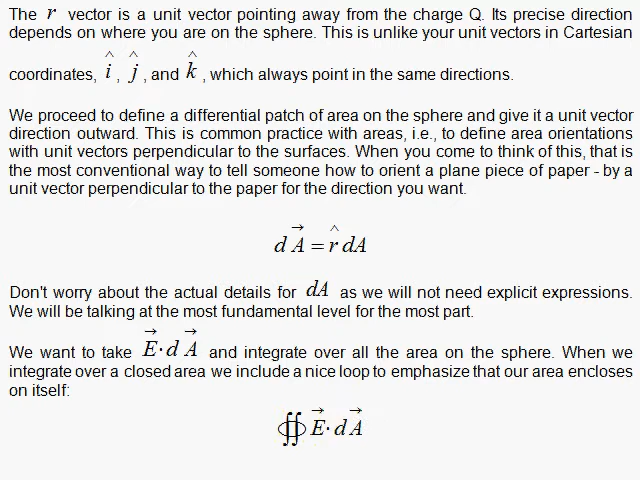 The r vector is a unit vector pointing away from the charge Q. Its precise direction
depends on where you are on the sphere. This is unlike your unit vectors in Cartesian
coordinates, î , ĵ , and k̂ , which always point in the same directions.
We proceed to define a differential patch of area on the sphere and give it a unit vector
direction outward. This is common practice with areas, i.e., to define area orientations
with unit vectors perpendicular to the surfaces. When you come to think of this, that is
the most conventional way to tell someone how to orient a plane piece of paper - by a
unit vector perpendicular to the paper for the direction you want.
d A⃗ = r̂ dA
Don't worry about the actual details for dA as we will not need explicit expressions.
We will be talking at the most fundamental level for the most part.
We want to take E⃗ · d A⃗ and integrate over all the area on the sphere. When we
integrate over a closed area we include a nice loop to emphasize that our area encloses
on itself:
∯ E⃗ · d A⃗